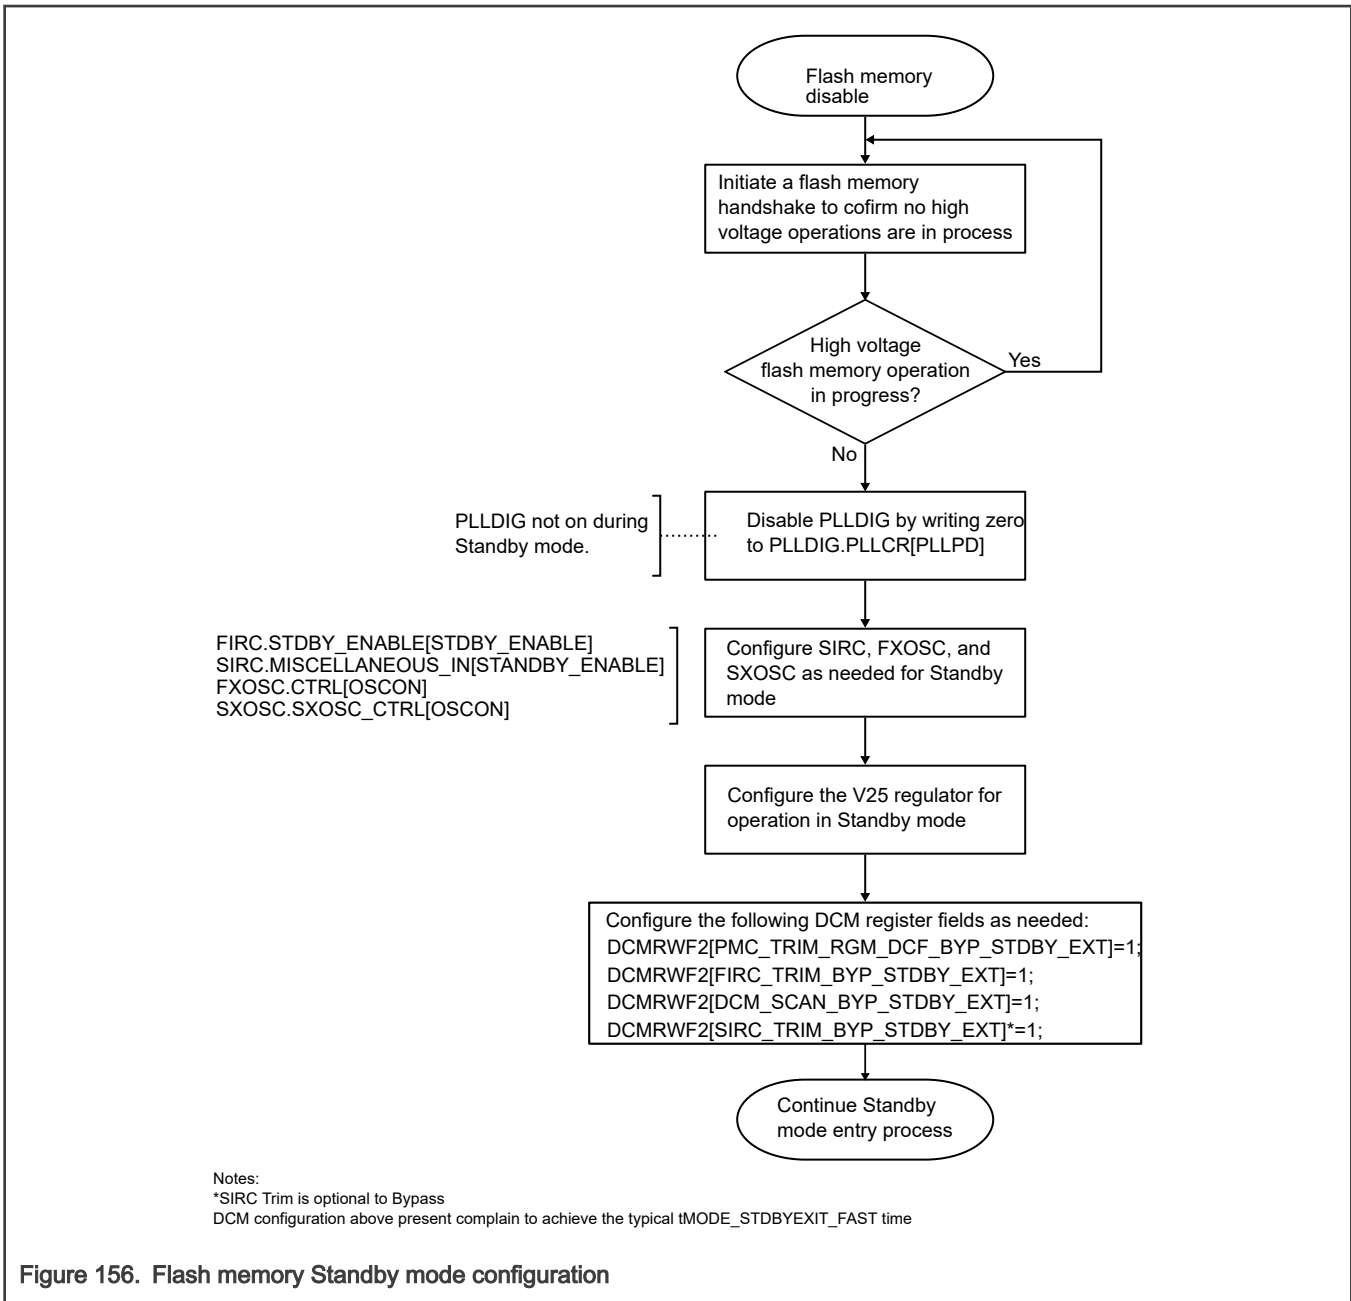 Flash memory
disable
Initiate a flash memory
handshake to cofirm no high
voltage operations are in process
High voltage
flash memory operation
in progress?
Yes
No
PLLDIG not on during
Standby mode.
Disable PLLDIG by writing zero
to PLLDIG.PLLCR[PLLPD]
FIRC.STDBY_ENABLE[STDBY_ENABLE]
SIRC.MISCELLANEOUS_IN[STANDBY_ENABLE]
FXOSC.CTRL[OSCON]
SXOSC.SXOSC_CTRL[OSCON]
Configure SIRC, FXOSC, and
SXOSC as needed for Standby
mode
Configure the V25 regulator for
operation in Standby mode
Configure the following DCM register fields as needed:
DCMRWF2[PMC_TRIM_RGM_DCF_BYP_STDBY_EXT]=1;
DCMRWF2[FIRC_TRIM_BYP_STDBY_EXT]=1;
DCMRWF2[DCM_SCAN_BYP_STDBY_EXT]=1;
DCMRWF2[SIRC_TRIM_BYP_STDBY_EXT]*=1;
Continue Standby
mode entry process
Notes:
*SIRC Trim is optional to Bypass
DCM configuration above present complain to achieve the typical tMODE_STDBYEXIT_FAST time
Figure 156. Flash memory Standby mode configuration